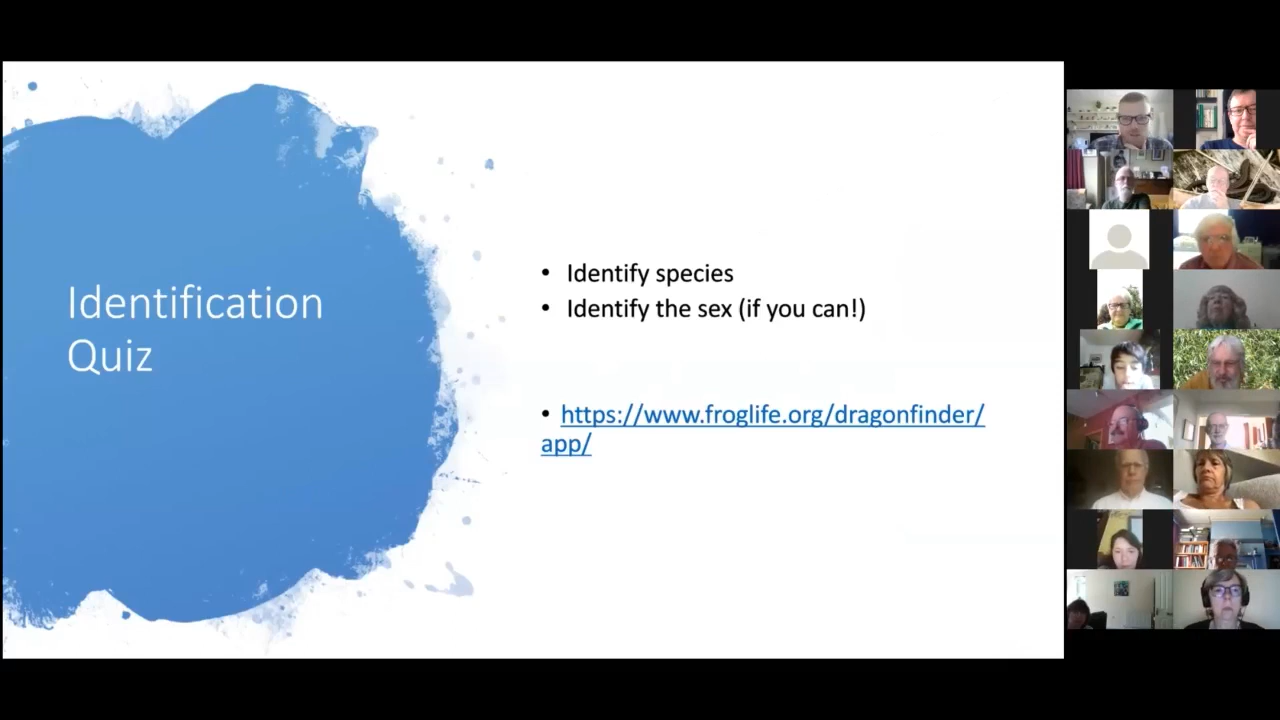 Identification
Quiz
• Identify species
• Identify the sex (if you can!)
• https://www.froglife.org/dragonfinder/
app/